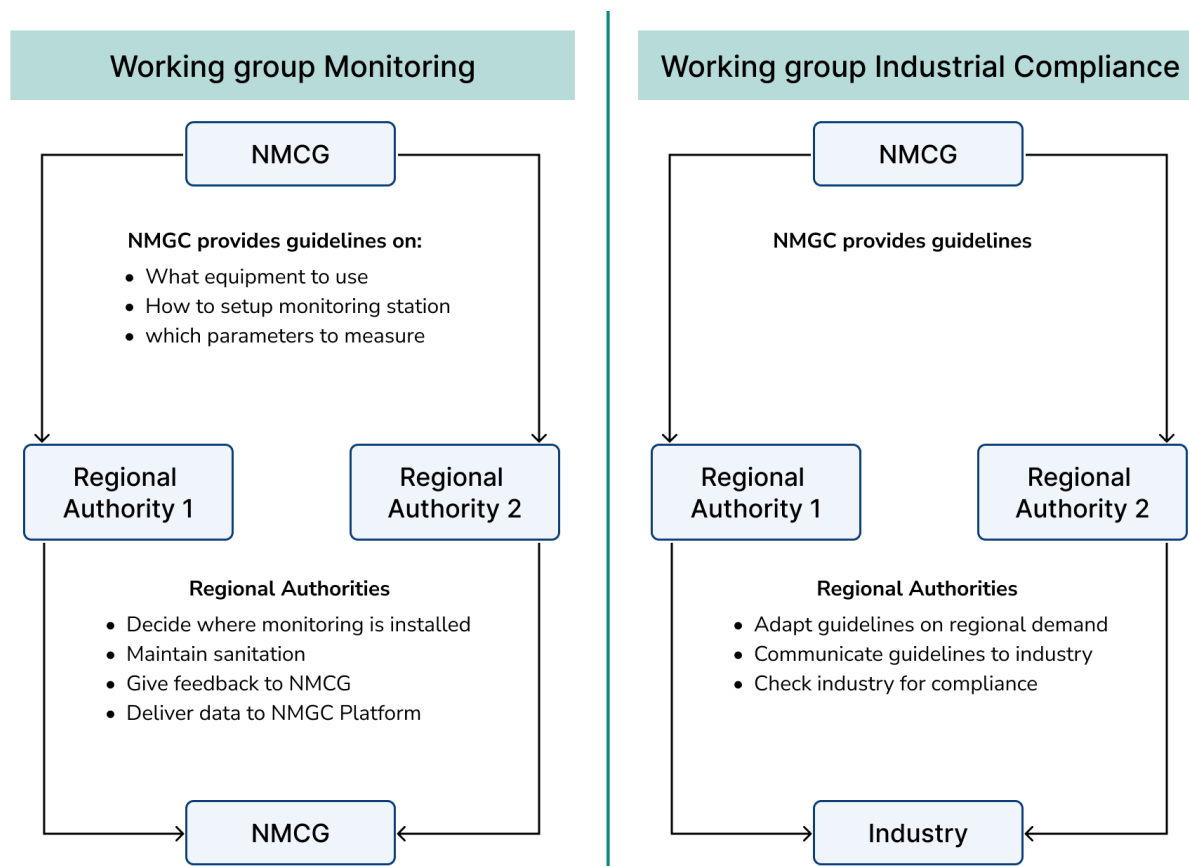 Working group Monitoring
NMCG
NMGC provides guidelines on:
• What equipment to use
• How to setup monitoring station
• which parameters to measure
Regional
Authority 1
Regional
Authority 2
Regional Authorities
• Decide where monitoring is installed
• Maintain sanitation
• Give feedback to NMCG
• Deliver data to NMGC Platform
NMCG
Working group Industrial Compliance
NMCG
NMGC provides guidelines
Regional
Authority 1
Regional
Authority 2
Regional Authorities
• Adapt guidelines on regional demand
• Communicate guidelines to industry
• Check industry for compliance
Industry